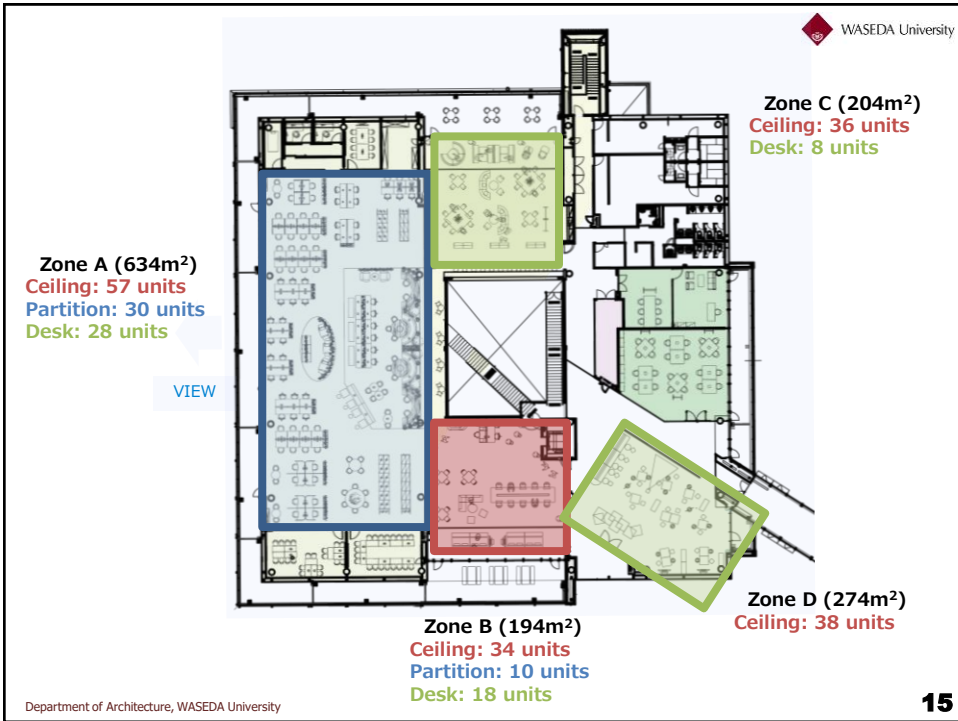 WASEDA University
Zone C (204m²)
Ceiling: 36 units
Desk: 8 units
Zone A (634m²)
Ceiling: 57 units
Partition: 30 units
Desk: 28 units
VIEW
Zone D (274m²)
Ceiling: 38 units
Zone B (194m²)
Ceiling: 34 units
Partition: 10 units
Desk: 18 units
Department of Architecture, WASEDA University
15